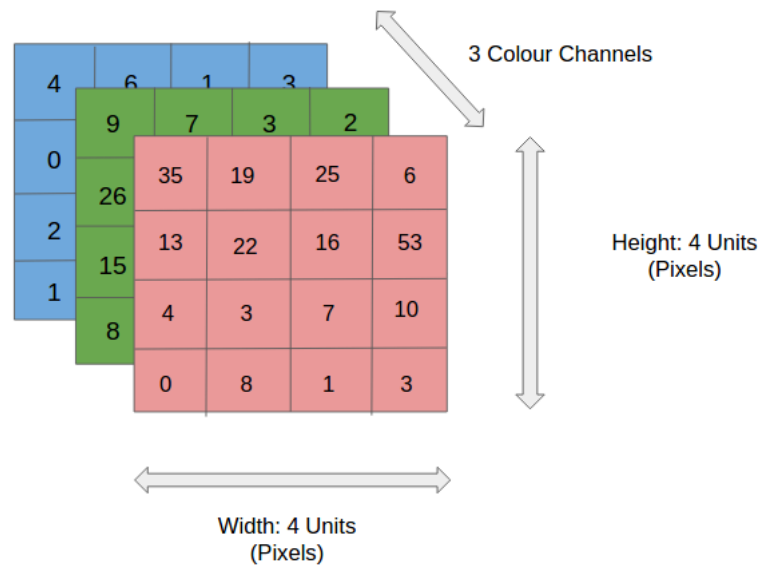 3 Colour Channels
4 6 1 3
9 7 3 2
0
35 19 25 6
26
13 22 16 53
2
Height: 4 Units
(Pixels)
15
4 3 7 10
1
8
0 8 1 3
Width: 4 Units
(Pixels)